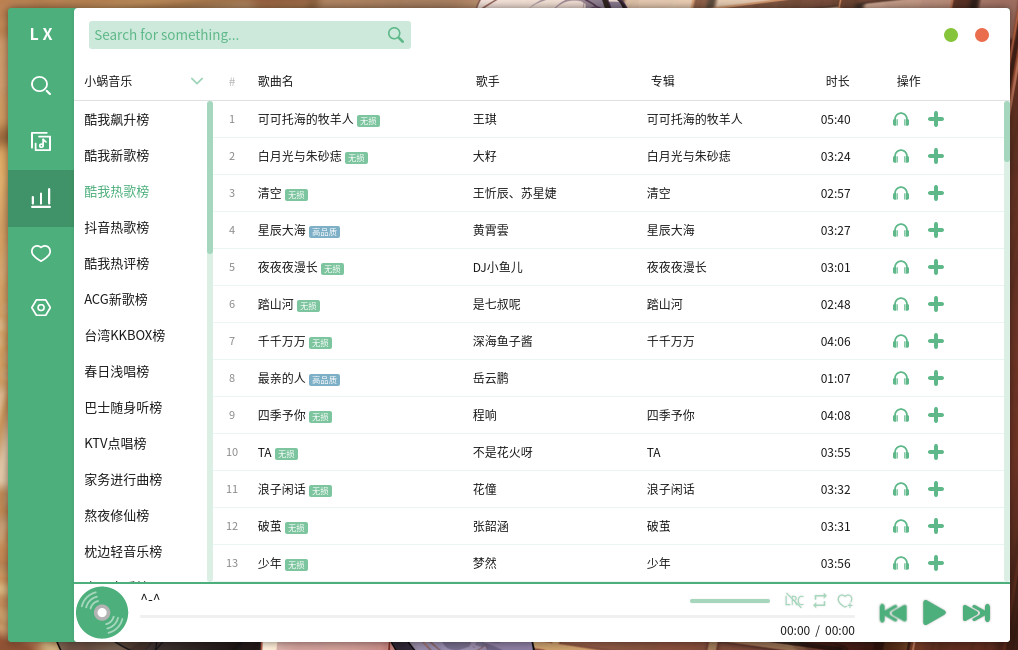 LX
Search for something...
小蜗音乐
# 歌曲名 歌手 专辑 时长 操作
酷我飙升榜
酷我新歌榜
酷我热歌榜
抖音热歌榜
酷我热评榜
ACG新歌榜
台湾KKBOX榜
春日浅唱榜
巴士随身听榜
KTV点唱榜
家务进行曲榜
熬夜修仙榜
枕边轻音乐榜
1 可可托海的牧羊人 无损 王琪 可可托海的牧羊人 05:40
2 白月光与朱砂痣 无损 大籽 白月光与朱砂痣 03:24
3 清空 无损 王忻辰、苏星婕 清空 02:57
4 星辰大海 高品质 黄霄雲 星辰大海 03:27
5 夜夜夜漫长 无损 DJ小鱼儿 夜夜夜漫长 03:01
6 踏山河 无损 是七叔呢 踏山河 02:48
7 千千万万 无损 深海鱼子酱 千千万万 04:06
8 最亲的人 高品质 岳云鹏 01:07
9 四季予你 无损 程响 四季予你 04:08
10 TA 无损 不是花火呀 TA 03:55
11 浪子闲话 无损 花僮 浪子闲话 03:32
12 破茧 无损 张韶涵 破茧 03:31
13 少年 无损 梦然 少年 03:56
^-^
LRC
00:00 / 00:00